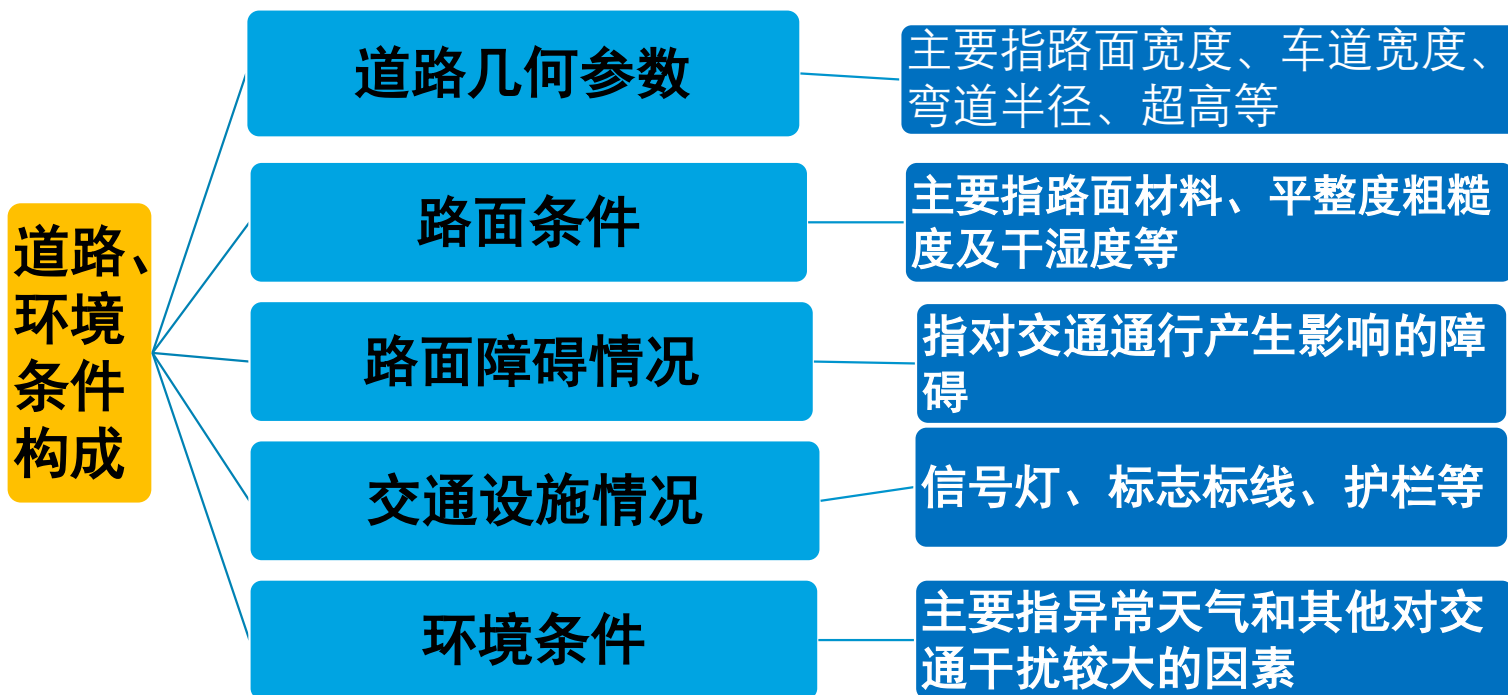 道路、
环境
条件
构成
道路几何参数
主要指路面宽度、车道宽度、
弯道半径、超高等
路面条件
主要指路面材料、平整度粗糙
度及干湿度等
路面障碍情况
指对交通通行产生影响的障
碍
交通设施情况
信号灯、标志标线、护栏等
环境条件
主要指异常天气和其他对交
通干扰较大的因素